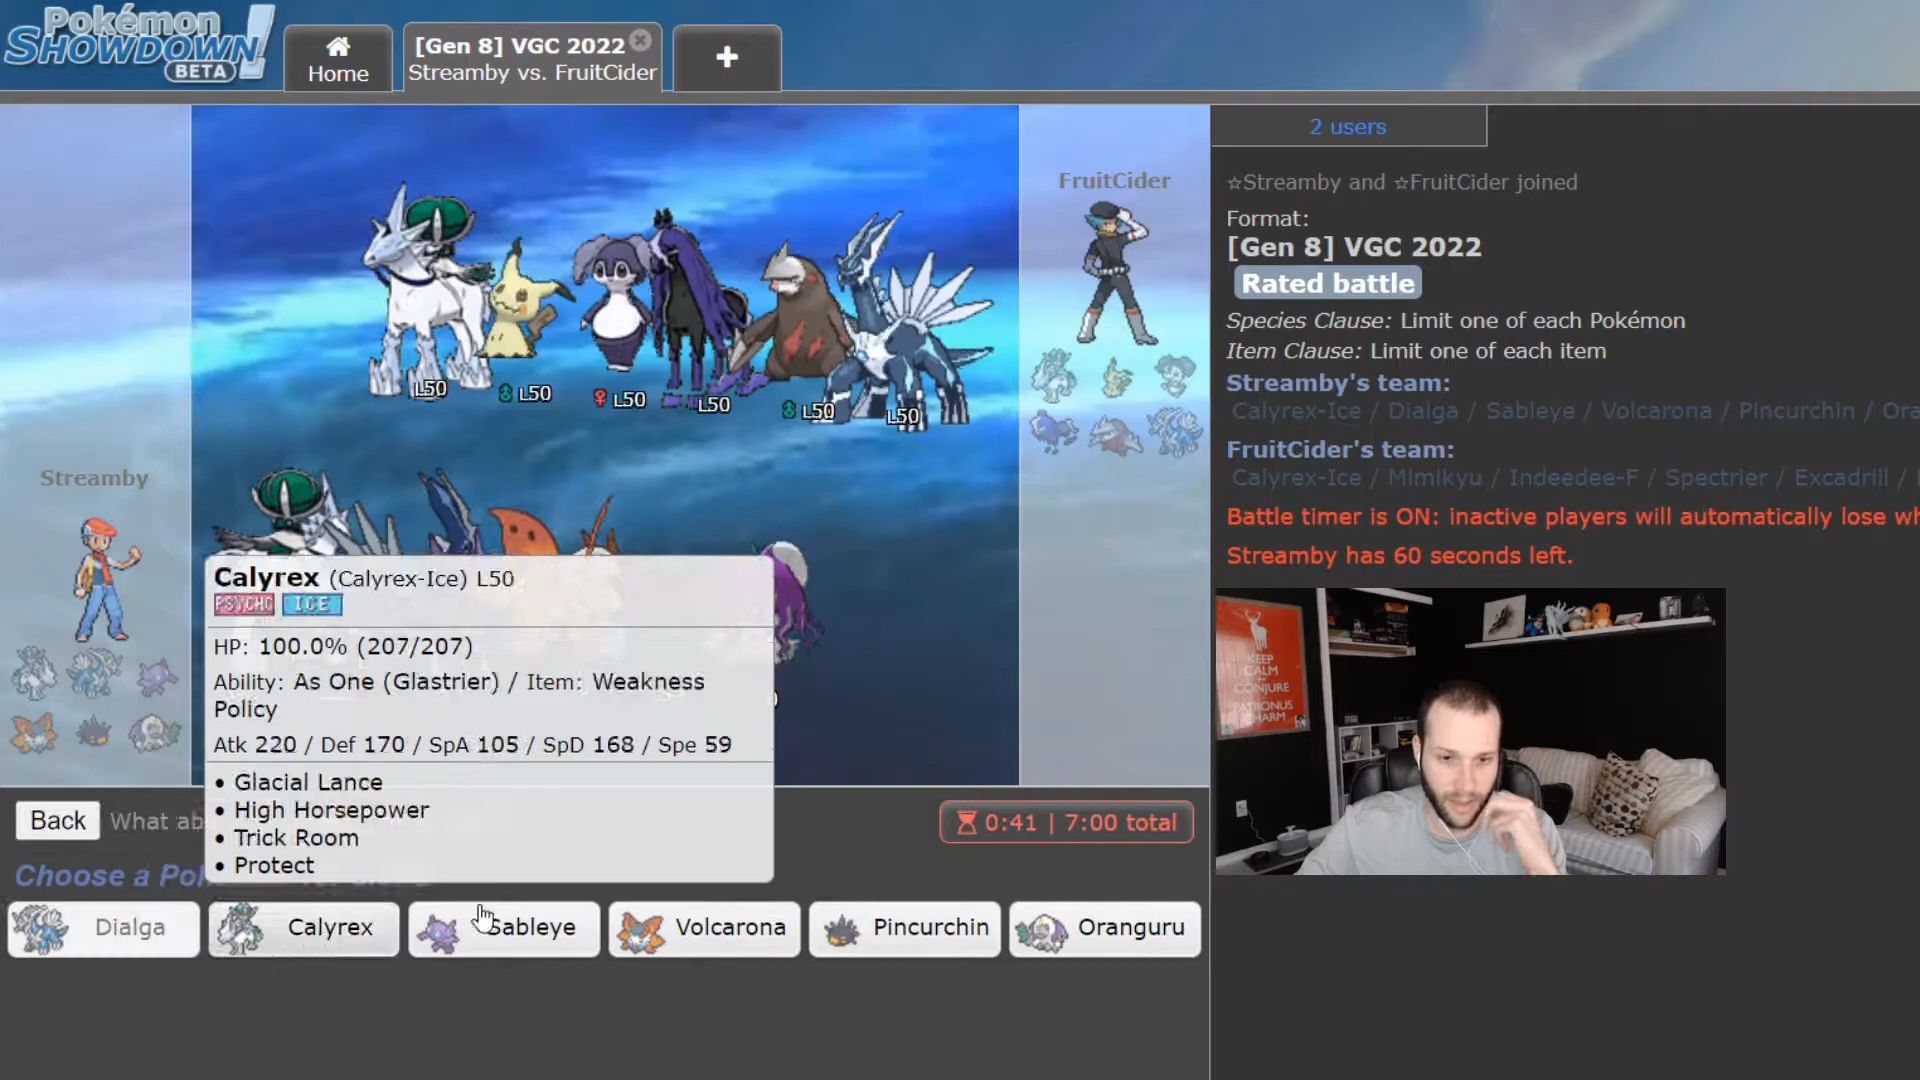 Pokémon
SHOWDOWN!
BETA
Home
[Gen 8] VGC 2022
Streamby vs. FruitCider
+
2 users
☆Streamby and ☆FruitCider joined
Format:
[Gen 8] VGC 2022
Rated battle
Species Clause: Limit one of each Pokémon
Item Clause: Limit one of each item
Streamby's team:
Calyrex-Ice / Dialga / Sableye / Volcarona / Pincurchin / Ora
FruitCider's team:
Calyrex-Ice / Mimikyu / Indeedee-F / Spectrier / Excadrill /
Battle timer is ON: inactive players will automatically lose wh
Streamby has 60 seconds left.
FruitCider
L50
L50
L50
L50
L50
L50
Streamby
Calyrex (Calyrex-Ice) L50
PSYCHC ICE
HP: 100.0% (207/207)
Ability: As One (Glastrier) / Item: Weakness
Policy
Atk 220 / Def 170 / SpA 105 / SpD 168 / Spe 59
• Glacial Lance
• High Horsepower
• Trick Room
• Protect
Back
What ab
0:41 | 7:00 total
Choose a Po
Dialga
Calyrex
Sableye
Volcarona
Pincurchin
Oranguru
KEEP
CALM
CONJURE
PATRONUS
CHARM